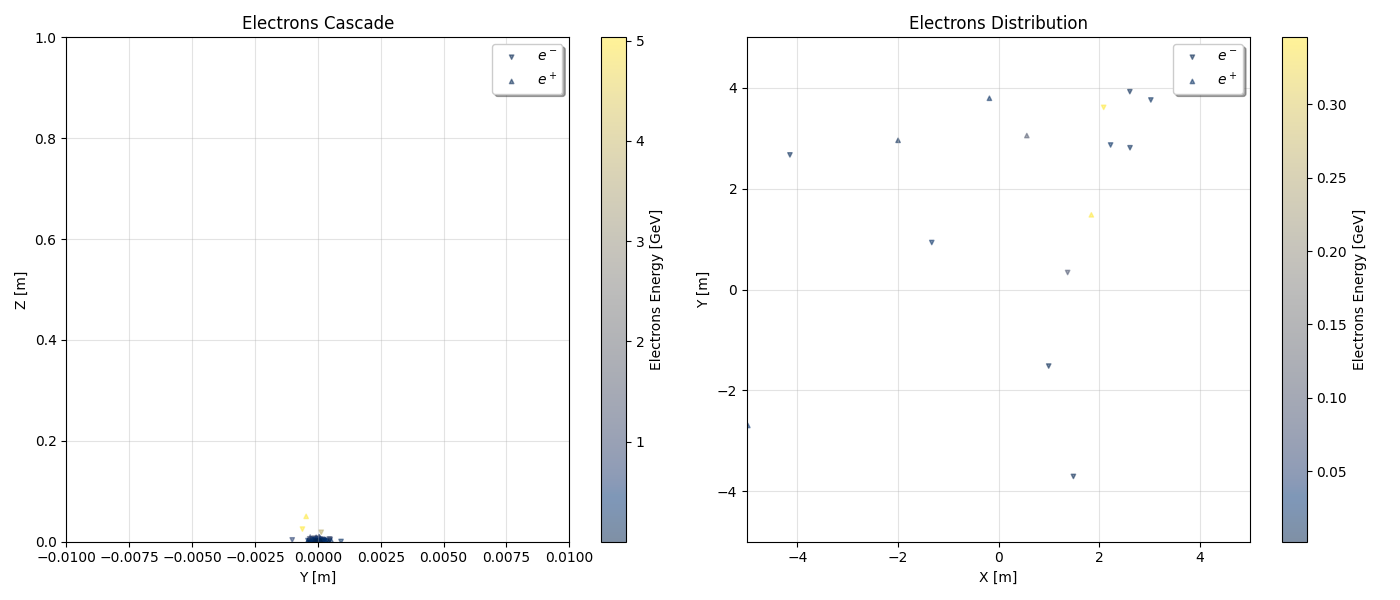 Electrons Cascade
1.0
0.8
0.6
0.4
0.2
0.0
Z [m]
−0.0100 −0.0075 −0.0050 −0.0025 0.0000 0.0025 0.0050 0.0075 0.0100
Y [m]
e−
e+
5
4
3
2
1
Electrons Energy [GeV]
Electrons Distribution
4
2
0
−2
−4
Y [m]
−4 −2 0 2 4
X [m]
e−
e+
0.30
0.25
0.20
0.15
0.10
0.05
Electrons Energy [GeV]